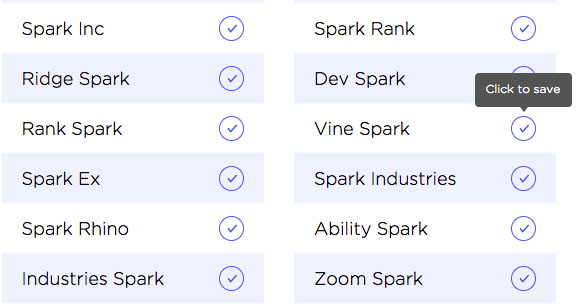 Spark Inc
Spark Rank
Ridge Spark
Dev Spark
Click to save
Rank Spark
Vine Spark
Spark Ex
Spark Industries
Spark Rhino
Ability Spark
Industries Spark
Zoom Spark